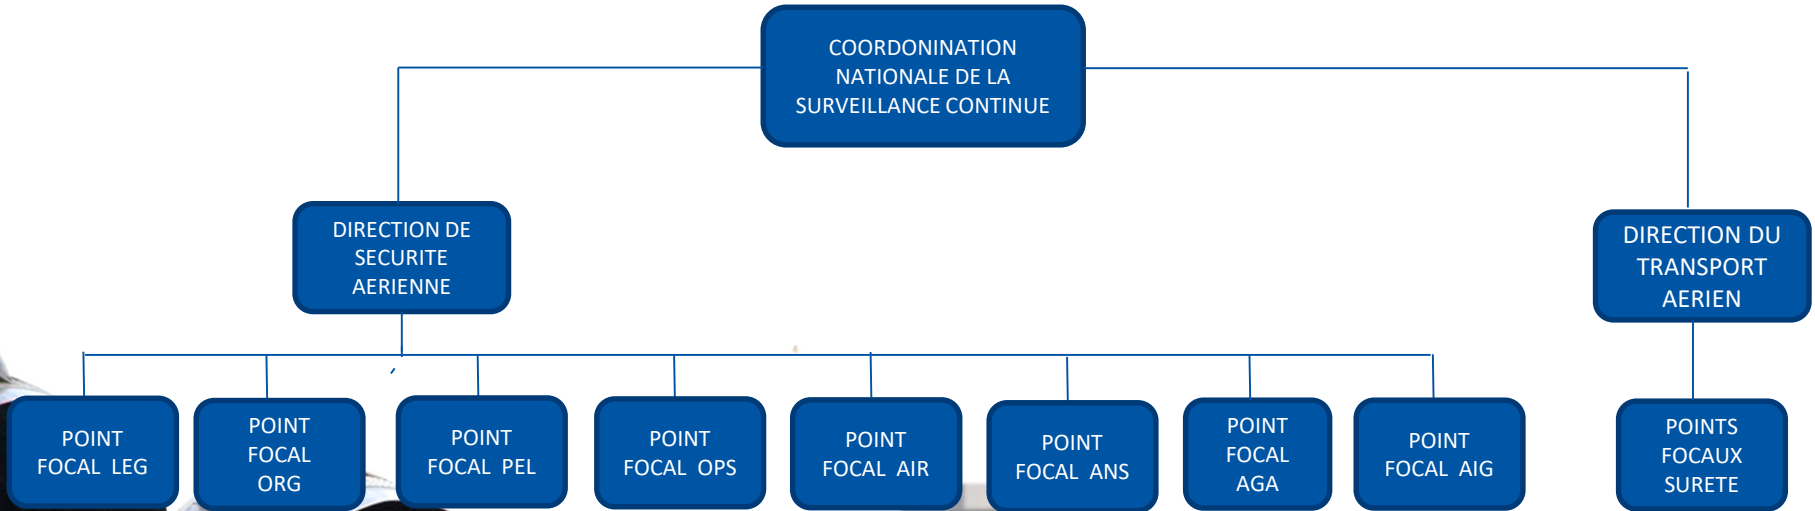 COORDONINATION
NATIONALE DE LA
SURVEILLANCE CONTINUE
DIRECTION DE
SECURITE
AERIENNE
DIRECTION DU
TRANSPORT
AERIEN
POINT
FOCAL LEG
POINT
FOCAL
ORG
POINT
FOCAL PEL
POINT
FOCAL OPS
POINT
FOCAL AIR
POINT
FOCAL ANS
POINT
FOCAL
AGA
POINT
FOCAL AIG
POINTS
FOCAUX
SURETE